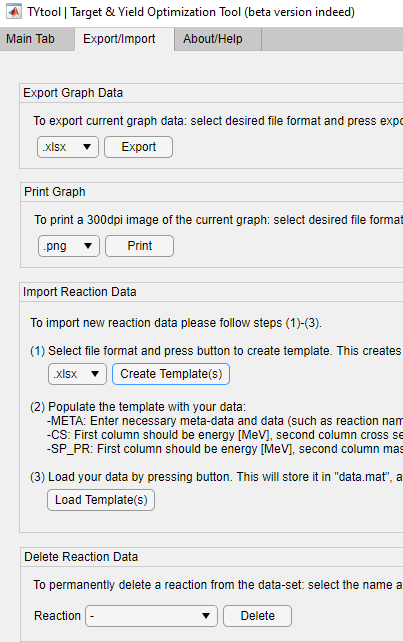 TYtool | Target & Yield Optimization Tool (beta version indeed)
Main Tab Export/Import About/Help
Export Graph Data
To export current graph data: select desired file format and press expo
.xlsx Export
Print Graph
To print a 300dpi image of the current graph: select desired file format
.png Print
Import Reaction Data
To import new reaction data please follow steps (1)-(3).
(1) Select file format and press button to create template. This creates
.xlsx Create Template(s)
(2) Populate the template with your data:
-META: Enter necessary meta-data and data (such as reaction nam
-CS: First column should be energy [MeV], second column cross se
-SP_PR: First column should be energy [MeV], second column mas
(3) Load your data by pressing button. This will store it in "data.mat", a
Load Template(s)
Delete Reaction Data
To permanently delete a reaction from the data-set: select the name a
Reaction - Delete